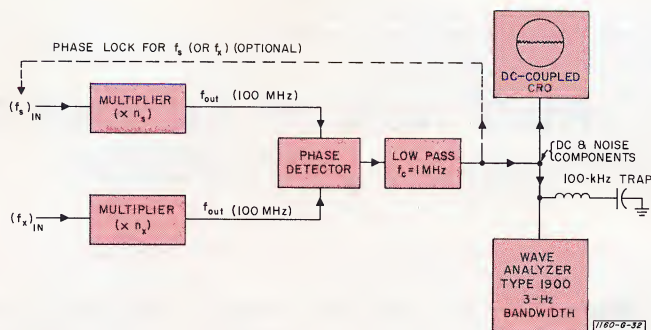 PHASE LOCK FOR fs (OR fx) (OPTIONAL)
(fs)IN
MULTIPLIER
(× ns)
fout (100 MHz)
DC-COUPLED
CRO
PHASE
DETECTOR
LOW PASS
fc = 1 MHz
DC & NOISE
COMPONENTS
100-kHz TRAP
(fx)IN
MULTIPLIER
(× nx)
fout (100 MHz)
WAVE
ANALYZER
TYPE 1900
3-Hz
BANDWIDTH
1160-6-32